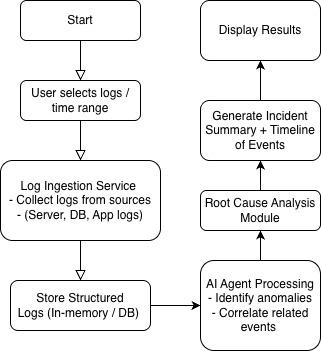 Start
User selects logs /
time range
Log Ingestion Service
- Collect logs from sources
- (Server, DB, App logs)
Store Structured
Logs (In-memory / DB)
AI Agent Processing
- Identify anomalies
- Correlate related
events
Root Cause Analysis
Module
Generate Incident
Summary + Timeline
of Events
Display Results